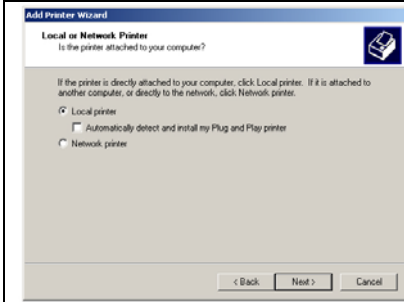 Add Printer Wizard
Local or Network Printer
Is the printer attached to your computer?
If the printer is directly attached to your computer, click Local printer. If it is attached to
another computer, or directly to the network, click Network printer.
Local printer
Automatically detect and install my Plug and Play printer
Network printer
< Back
Next >
Cancel